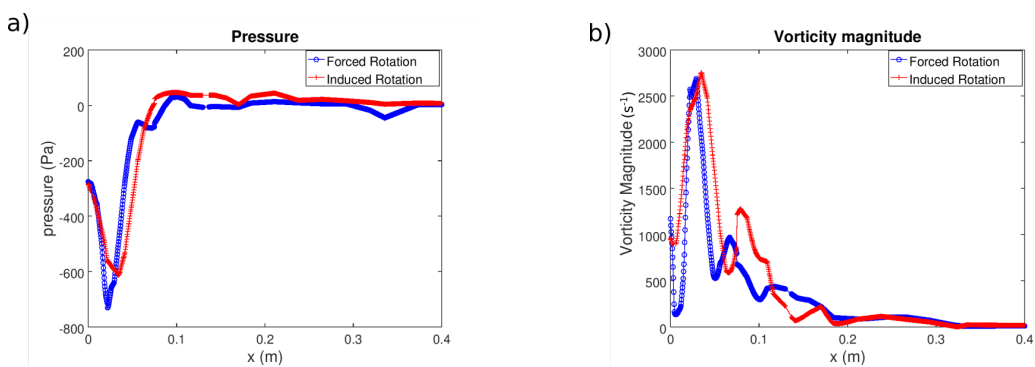 a)
Pressure
Forced Rotation
Induced Rotation
pressure (Pa)
200
0
-200
-400
-600
-800
0
0.1
0.2
0.3
0.4
x (m)
b)
Vorticity magnitude
Forced Rotation
Induced Rotation
Vorticity Magnitude (s⁻¹)
3000
2500
2000
1500
1000
500
0
0
0.1
0.2
0.3
0.4
x (m)